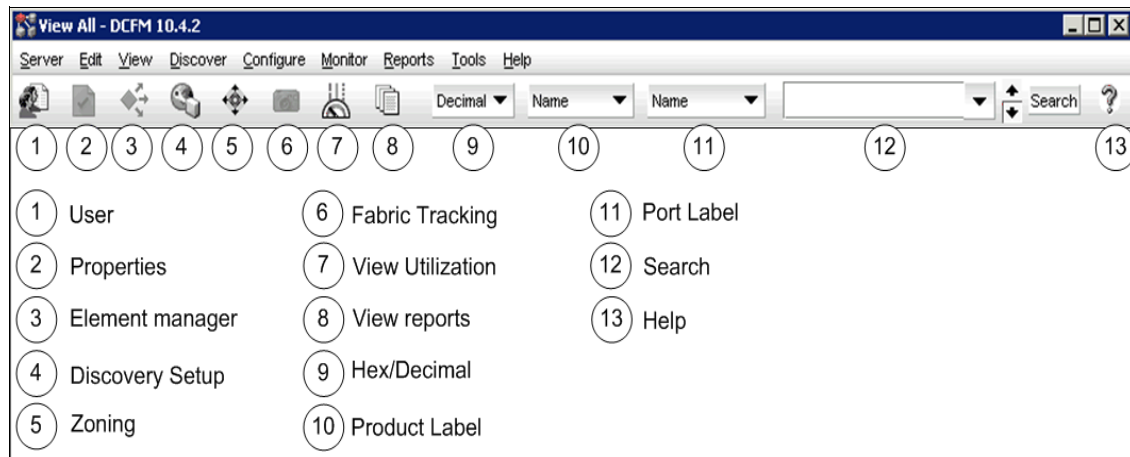 View All - DCFM 10.4.2
Server Edit View Discover Configure Monitor Reports Tools Help
Decimal Name Name Search
1 2 3 4 5 6 7 8 9 10 11 12 13
1 User
2 Properties
3 Element manager
4 Discovery Setup
5 Zoning
6 Fabric Tracking
7 View Utilization
8 View reports
9 Hex/Decimal
10 Product Label
11 Port Label
12 Search
13 Help